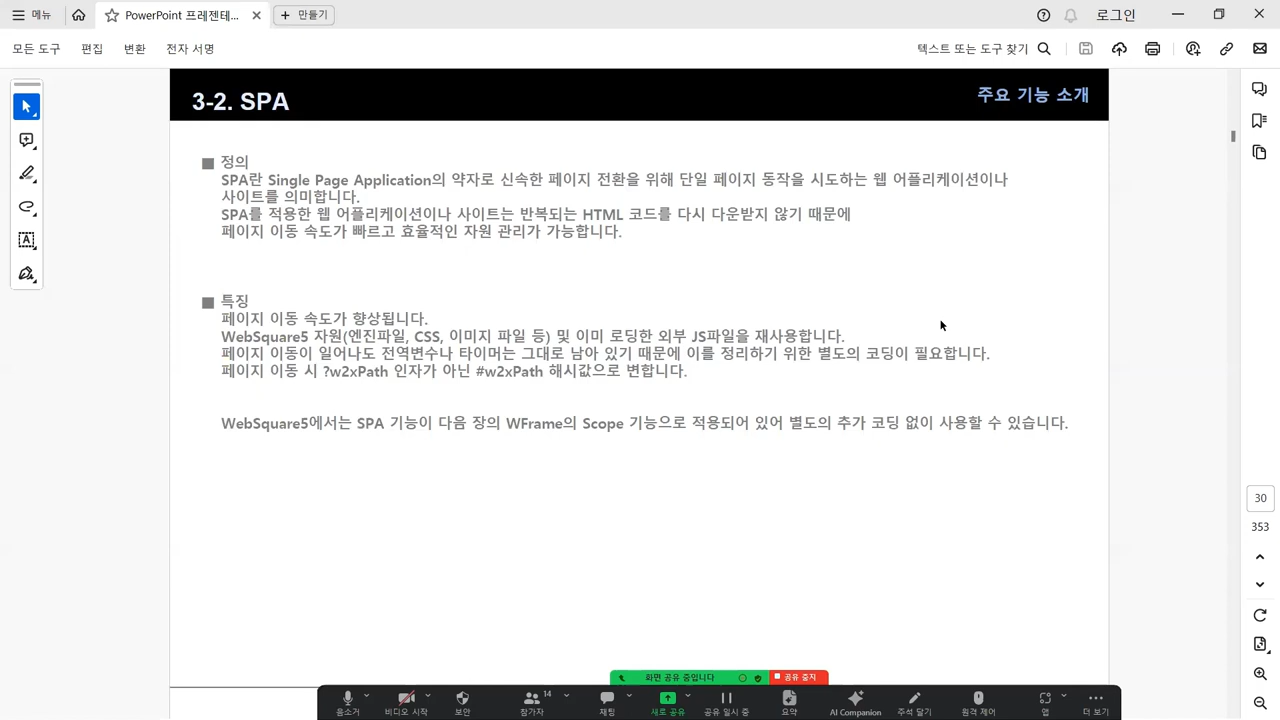 메뉴
PowerPoint 프레젠테...
만들기
로그인
모든 도구
편집
변환
전자 서명
텍스트 또는 도구 찾기
3-2. SPA
주요 기능 소개
■ 정의
SPA란 Single Page Application의 약자로 신속한 페이지 전환을 위해 단일 페이지 동작을 시도하는 웹 어플리케이션이나
사이트를 의미합니다.
SPA를 적용한 웹 어플리케이션이나 사이트는 반복되는 HTML 코드를 다시 다운받지 않기 때문에
페이지 이동 속도가 빠르고 효율적인 자원 관리가 가능합니다.
■ 특징
페이지 이동 속도가 향상됩니다.
WebSquare5 자원(엔진파일, CSS, 이미지 파일 등) 및 이미 로딩한 외부 JS파일을 재사용합니다.
페이지 이동이 일어나도 전역변수나 타이머는 그대로 남아 있기 때문에 이를 정리하기 위한 별도의 코딩이 필요합니다.
페이지 이동 시 ?w2xPath 인자가 아닌 #w2xPath 해시값으로 변합니다.
WebSquare5에서는 SPA 기능이 다음 장의 WFrame의 Scope 기능으로 적용되어 있어 별도의 추가 코딩 없이 사용할 수 있습니다.
30
353
화면 공유 중입니다
공유 중지
음소거
비디오 시작
보안
14
참가자
채팅
새로 공유
공유 일시 중
요약
AI Companion
주석 달기
원격 제어
앱
더 보기